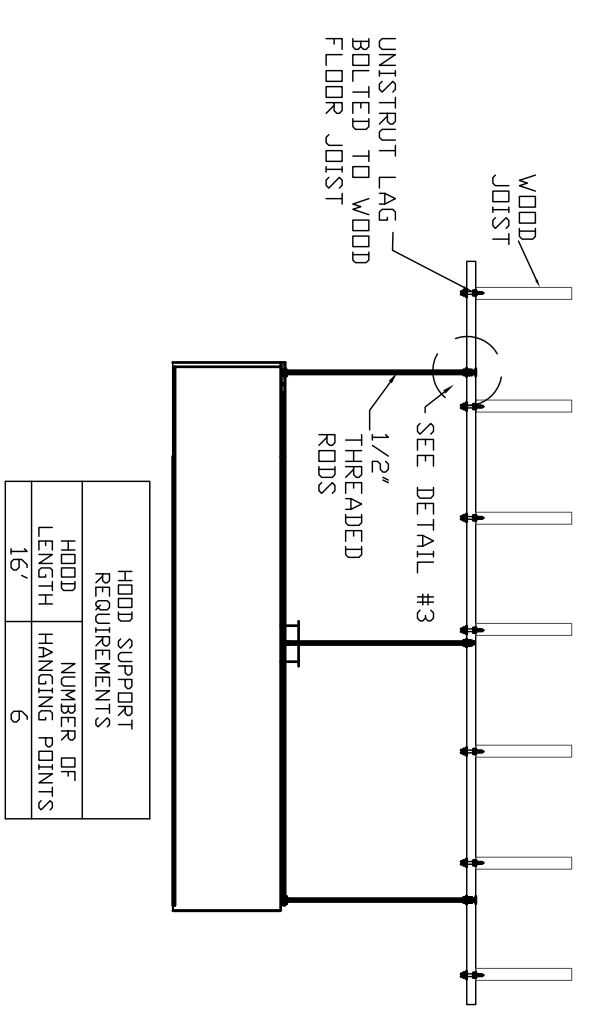 WOOD
JOIST
UNISTRUT LAG
BOLTED TO WOOD
FLOOR JOIST
SEE DETAIL #3
1/2"
THREADED
RODS
HOOD SUPPORT
REQUIREMENTS
HOOD
LENGTH
NUMBER OF
HANGING POINTS
16'
6